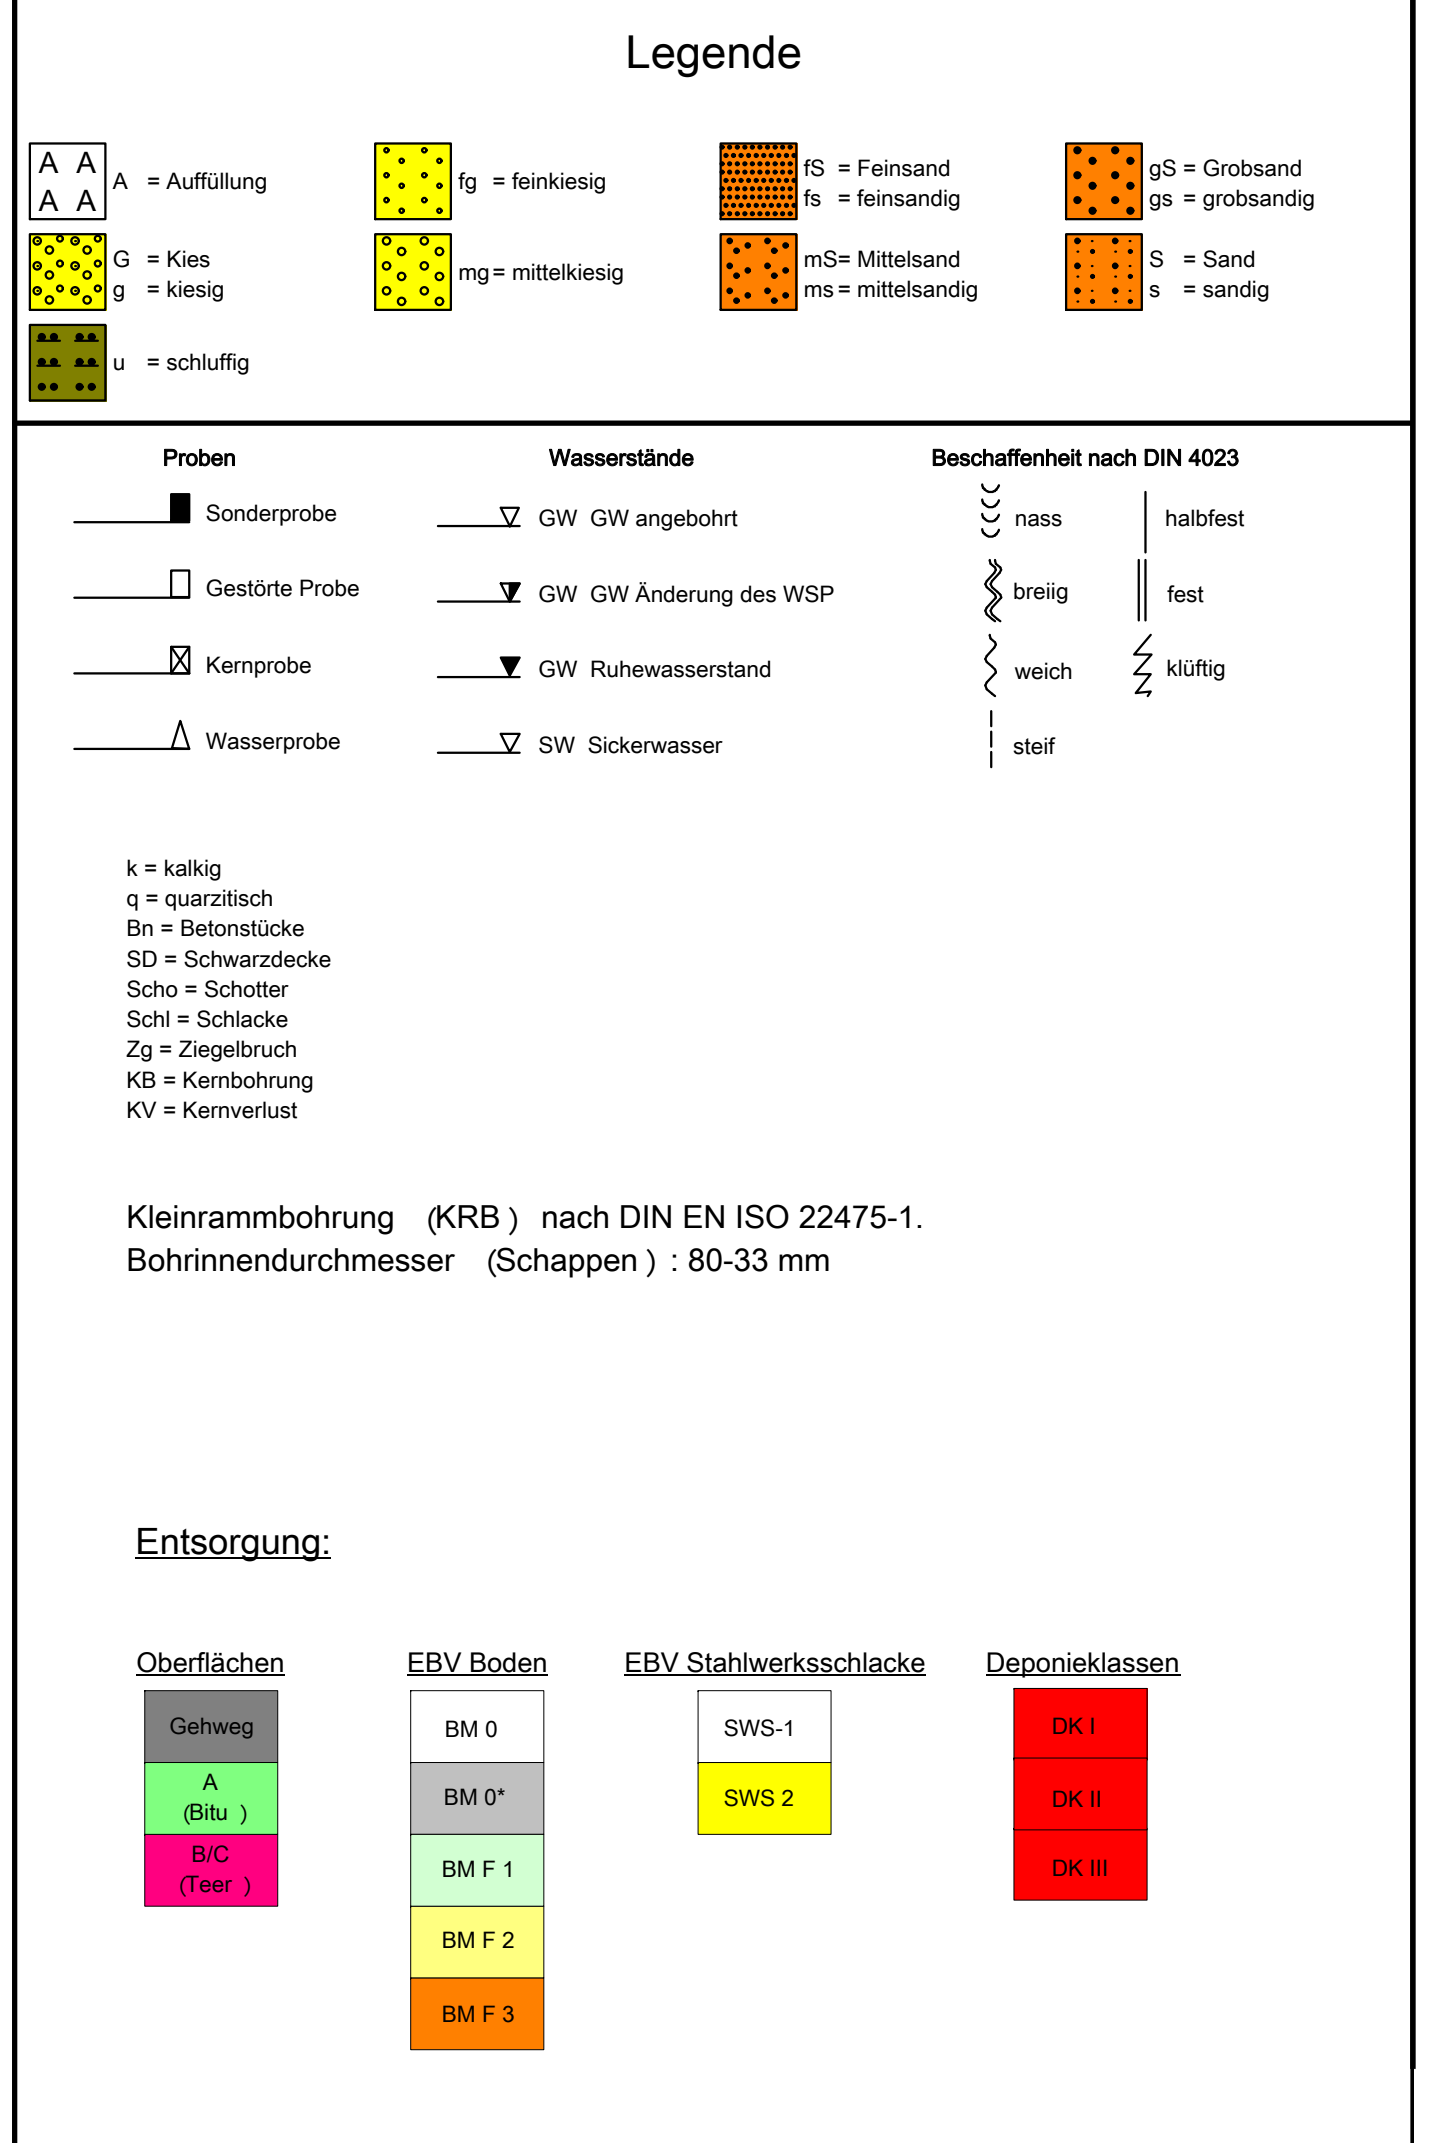 Legende
A A
A A
A = Auffüllung
fg = feinkiesig
fS = Feinsand
fs = feinsandig
gS = Grobsand
gs = grobsandig
G = Kies
g = kiesig
mg = mittelkiesig
mS= Mittelsand
ms = mittelsandig
S = Sand
s = sandig
u = schluffig
Proben
Sonderprobe
Gestörte Probe
Kernprobe
Wasserprobe
Wasserstände
GW GW angebohrt
GW GW Änderung des WSP
GW Ruhewasserstand
SW Sickerwasser
Beschaffenheit nach DIN 4023
nass
breiig
weich
steif
halbfest
fest
klüftig
k = kalkig
q = quarzitisch
Bn = Betonstücke
SD = Schwarzdecke
Scho = Schotter
Schl = Schlacke
Zg = Ziegelbruch
KB = Kernbohrung
KV = Kernverlust
Kleinrammbohrung (KRB) nach DIN EN ISO 22475-1.
Bohrinnendurchmesser (Schappen) : 80-33 mm
Entsorgung:
Oberflächen
Gehweg
A
(Bitu )
B/C
(Teer )
EBV Boden
BM 0
BM 0*
BM F 1
BM F 2
BM F 3
EBV Stahlwerksschlacke
SWS-1
SWS 2
Deponieklassen
DK I
DK II
DK III